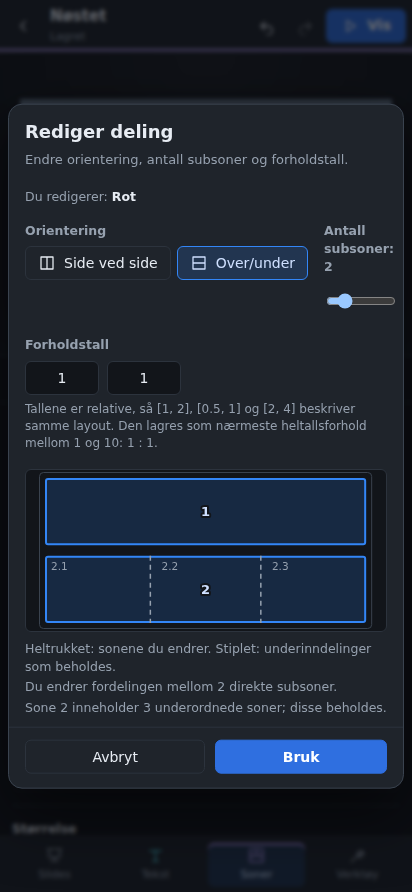 Nøstet
Lagret
Vis
Rediger deling
Endre orientering, antall subsoner og forholdstall.
Du redigerer: Rot
Orientering
Side ved side
Over/under
Antall
subsoner:
2
Forholdstall
1
1
Tallene er relative, så [1, 2], [0.5, 1] og [2, 4] beskriver
samme layout. Den lagres som nærmeste heltallsforhold
mellom 1 og 10: 1 : 1.
1
2.1
2.2
2.3
2
Heltrukket: sonene du endrer. Stiplet: underinndelinger
som beholdes.
Du endrer fordelingen mellom 2 direkte subsoner.
Sone 2 inneholder 3 underordnede soner; disse beholdes.
Avbryt
Bruk
Størrelse
Tekst
Soner
Verktøy